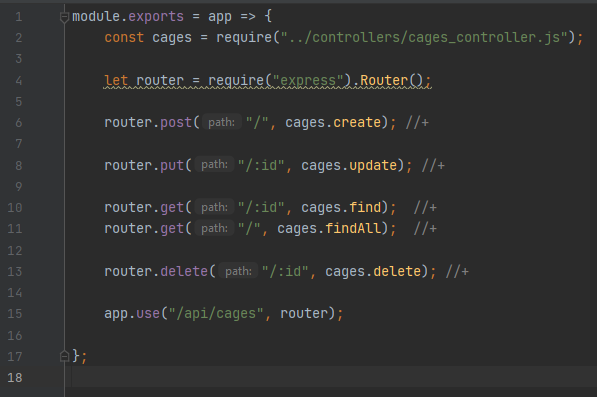 1 module.exports = app => {
2 const cages = require("../controllers/cages_controller.js");
3
4 let router = require("express").Router();
5
6 router.post( path: "/", cages.create); //+
7
8 router.put( path: "/:id", cages.update); //+
9
10 router.get( path: "/:id", cages.find);  //+
11 router.get( path: "/", cages.findAll);  //+
12
13 router.delete( path: "/:id", cages.delete); //+
14
15 app.use("/api/cages", router);
16
17 };
18